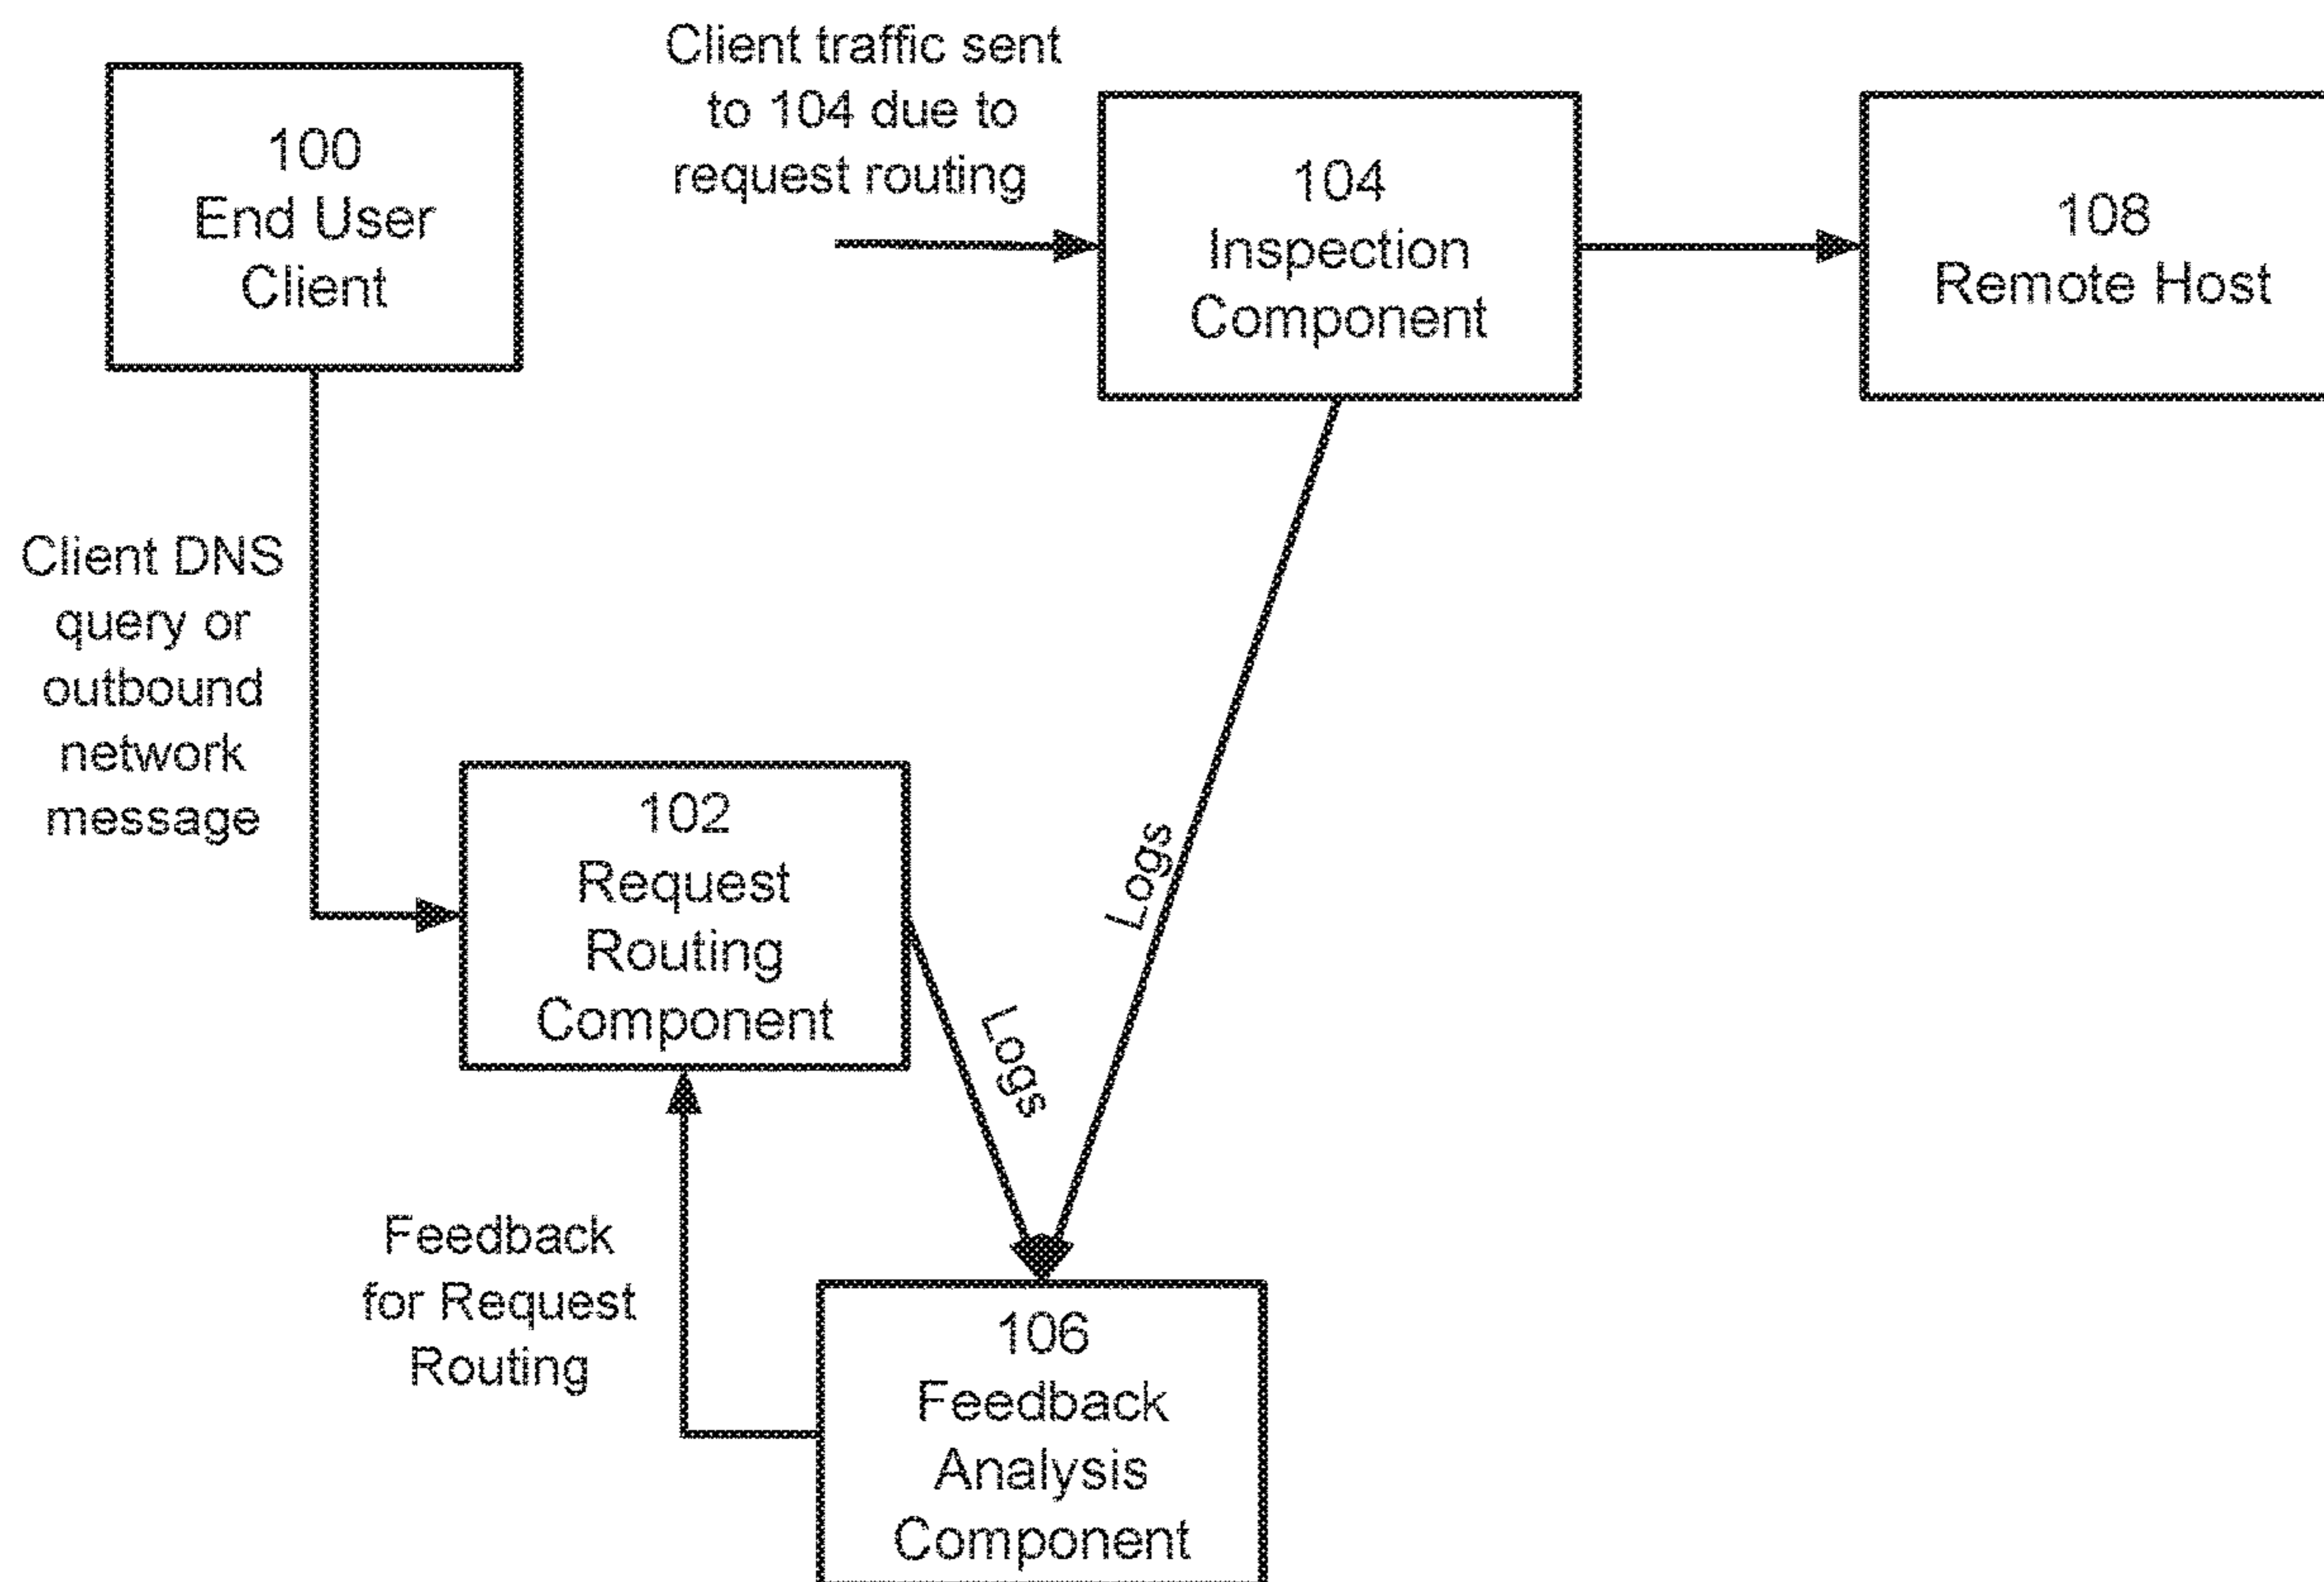 100
End User
Client
Client traffic sent
to 104 due to
request routing
104
Inspection
Component
108
Remote Host
Client DNS
query or
outbound
network
message
102
Request
Routing
Component
Logs
Logs
Feedback
for Request
Routing
106
Feedback
Analysis
Component